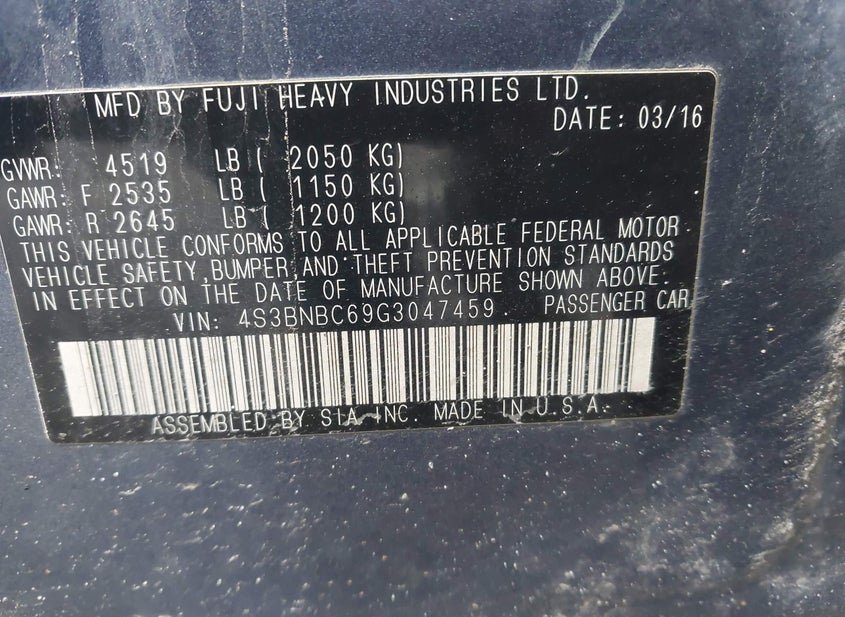 MFD BY FUJI HEAVY INDUSTRIES LTD.
DATE: 03/16
GVWR: 4519 LB ( 2050 KG)
GAWR: F 2535 LB ( 1150 KG)
GAWR: R 2645 LB ( 1200 KG)
THIS VEHICLE CONFORMS TO ALL APPLICABLE FEDERAL MOTOR
VEHICLE SAFETY, BUMPER, AND THEFT PREVENTION STANDARDS
IN EFFECT ON THE DATE OF MANUFACTURE SHOWN ABOVE.
VIN: 4S3BNBC69G3047459 PASSENGER CAR
ASSEMBLED BY SIA INC. MADE IN U.S.A.